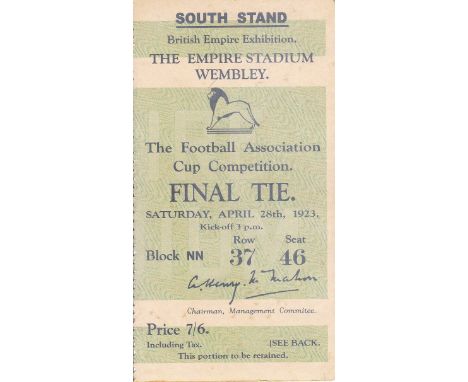 SOUTH STAND
British Empire Exhibition.
THE EMPIRE STADIUM
WEMBLEY.
The Football Association
Cup Competition.
FINAL TIE.
SATURDAY, APRIL 28th, 1923.
Kick-off 3 p.m.
Row Seat
Block NN 37 46
A. Henry McMahon
Chairman, Management Committee.
Price 7/6.
Including Tax. [SEE BACK.
This portion to be retained.